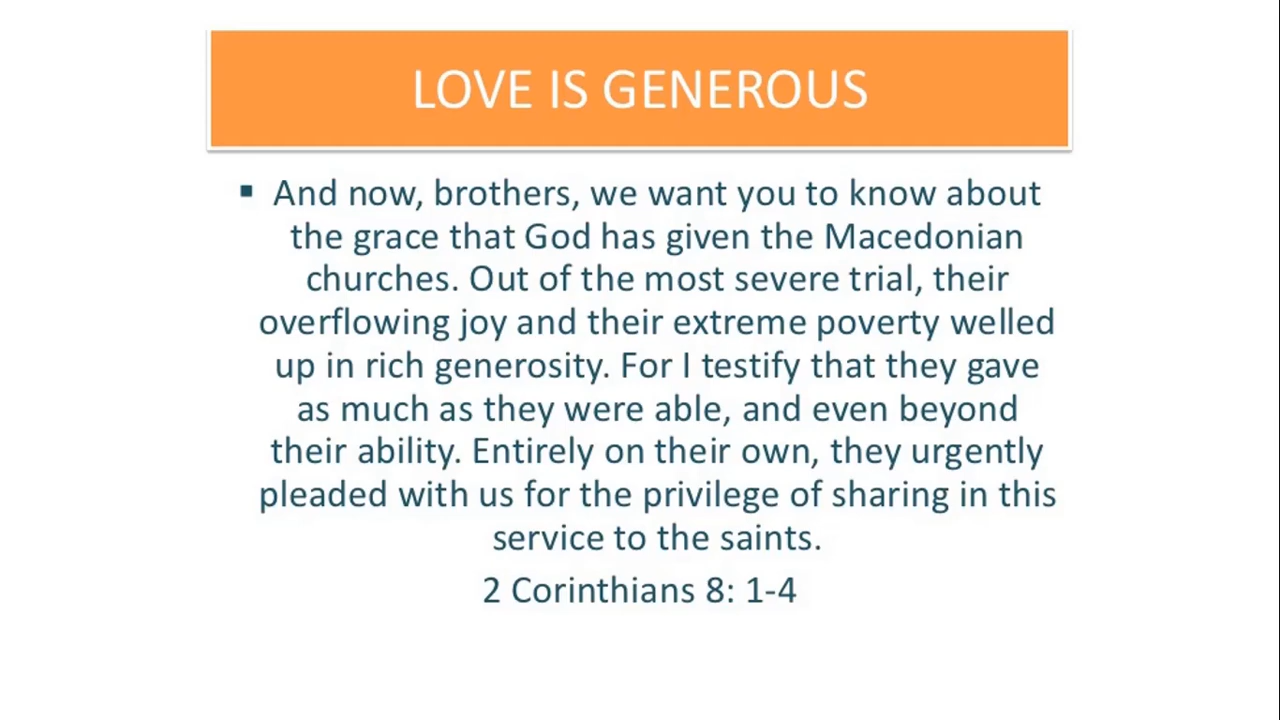 LOVE IS GENEROUS
▪ And now, brothers, we want you to know about
the grace that God has given the Macedonian
churches. Out of the most severe trial, their
overflowing joy and their extreme poverty welled
up in rich generosity. For I testify that they gave
as much as they were able, and even beyond
their ability. Entirely on their own, they urgently
pleaded with us for the privilege of sharing in this
service to the saints.
2 Corinthians 8: 1-4